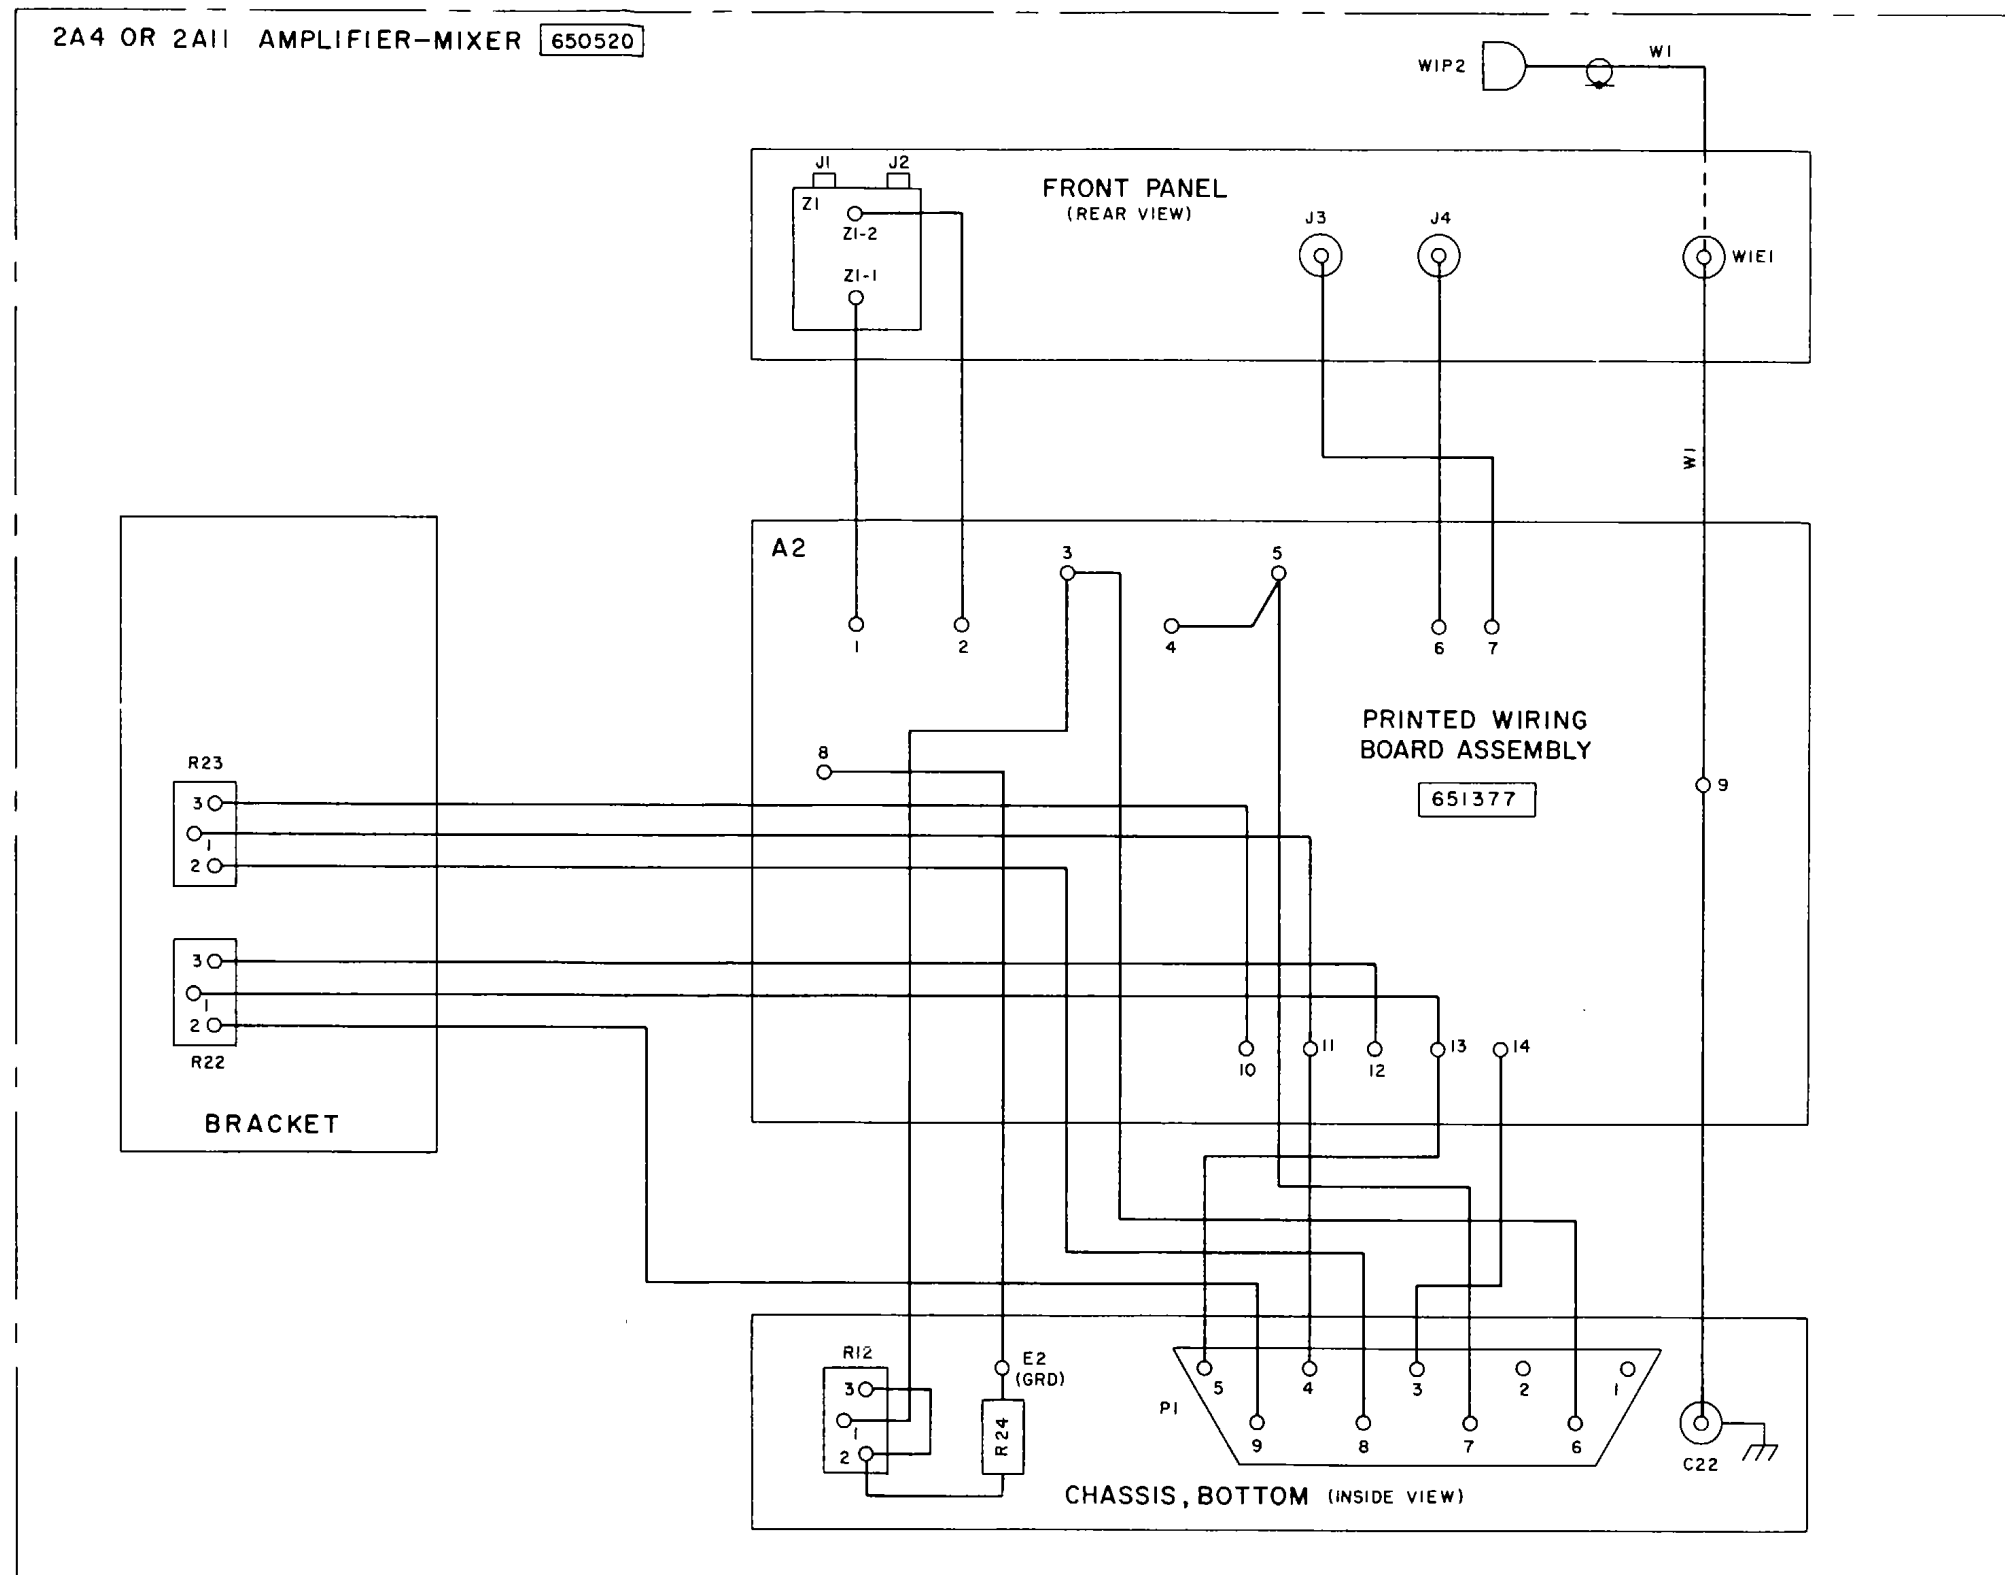 2A4 OR 2A11 AMPLIFIER-MIXER 650520
W1P2
W1
J1
J2
Z1
Z1-2
Z1-1
FRONT PANEL
(REAR VIEW)
J3
J4
W1E1
W1
A2
3
5
1
2
4
6
7
PRINTED WIRING
BOARD ASSEMBLY
651377
8
9
R23
3
1
2
3
1
2
R22
BRACKET
10
11
12
13
14
R12
3
1
2
E2
(GRD)
R24
P1
5
4
3
2
1
9
8
7
6
C22
CHASSIS, BOTTOM (INSIDE VIEW)